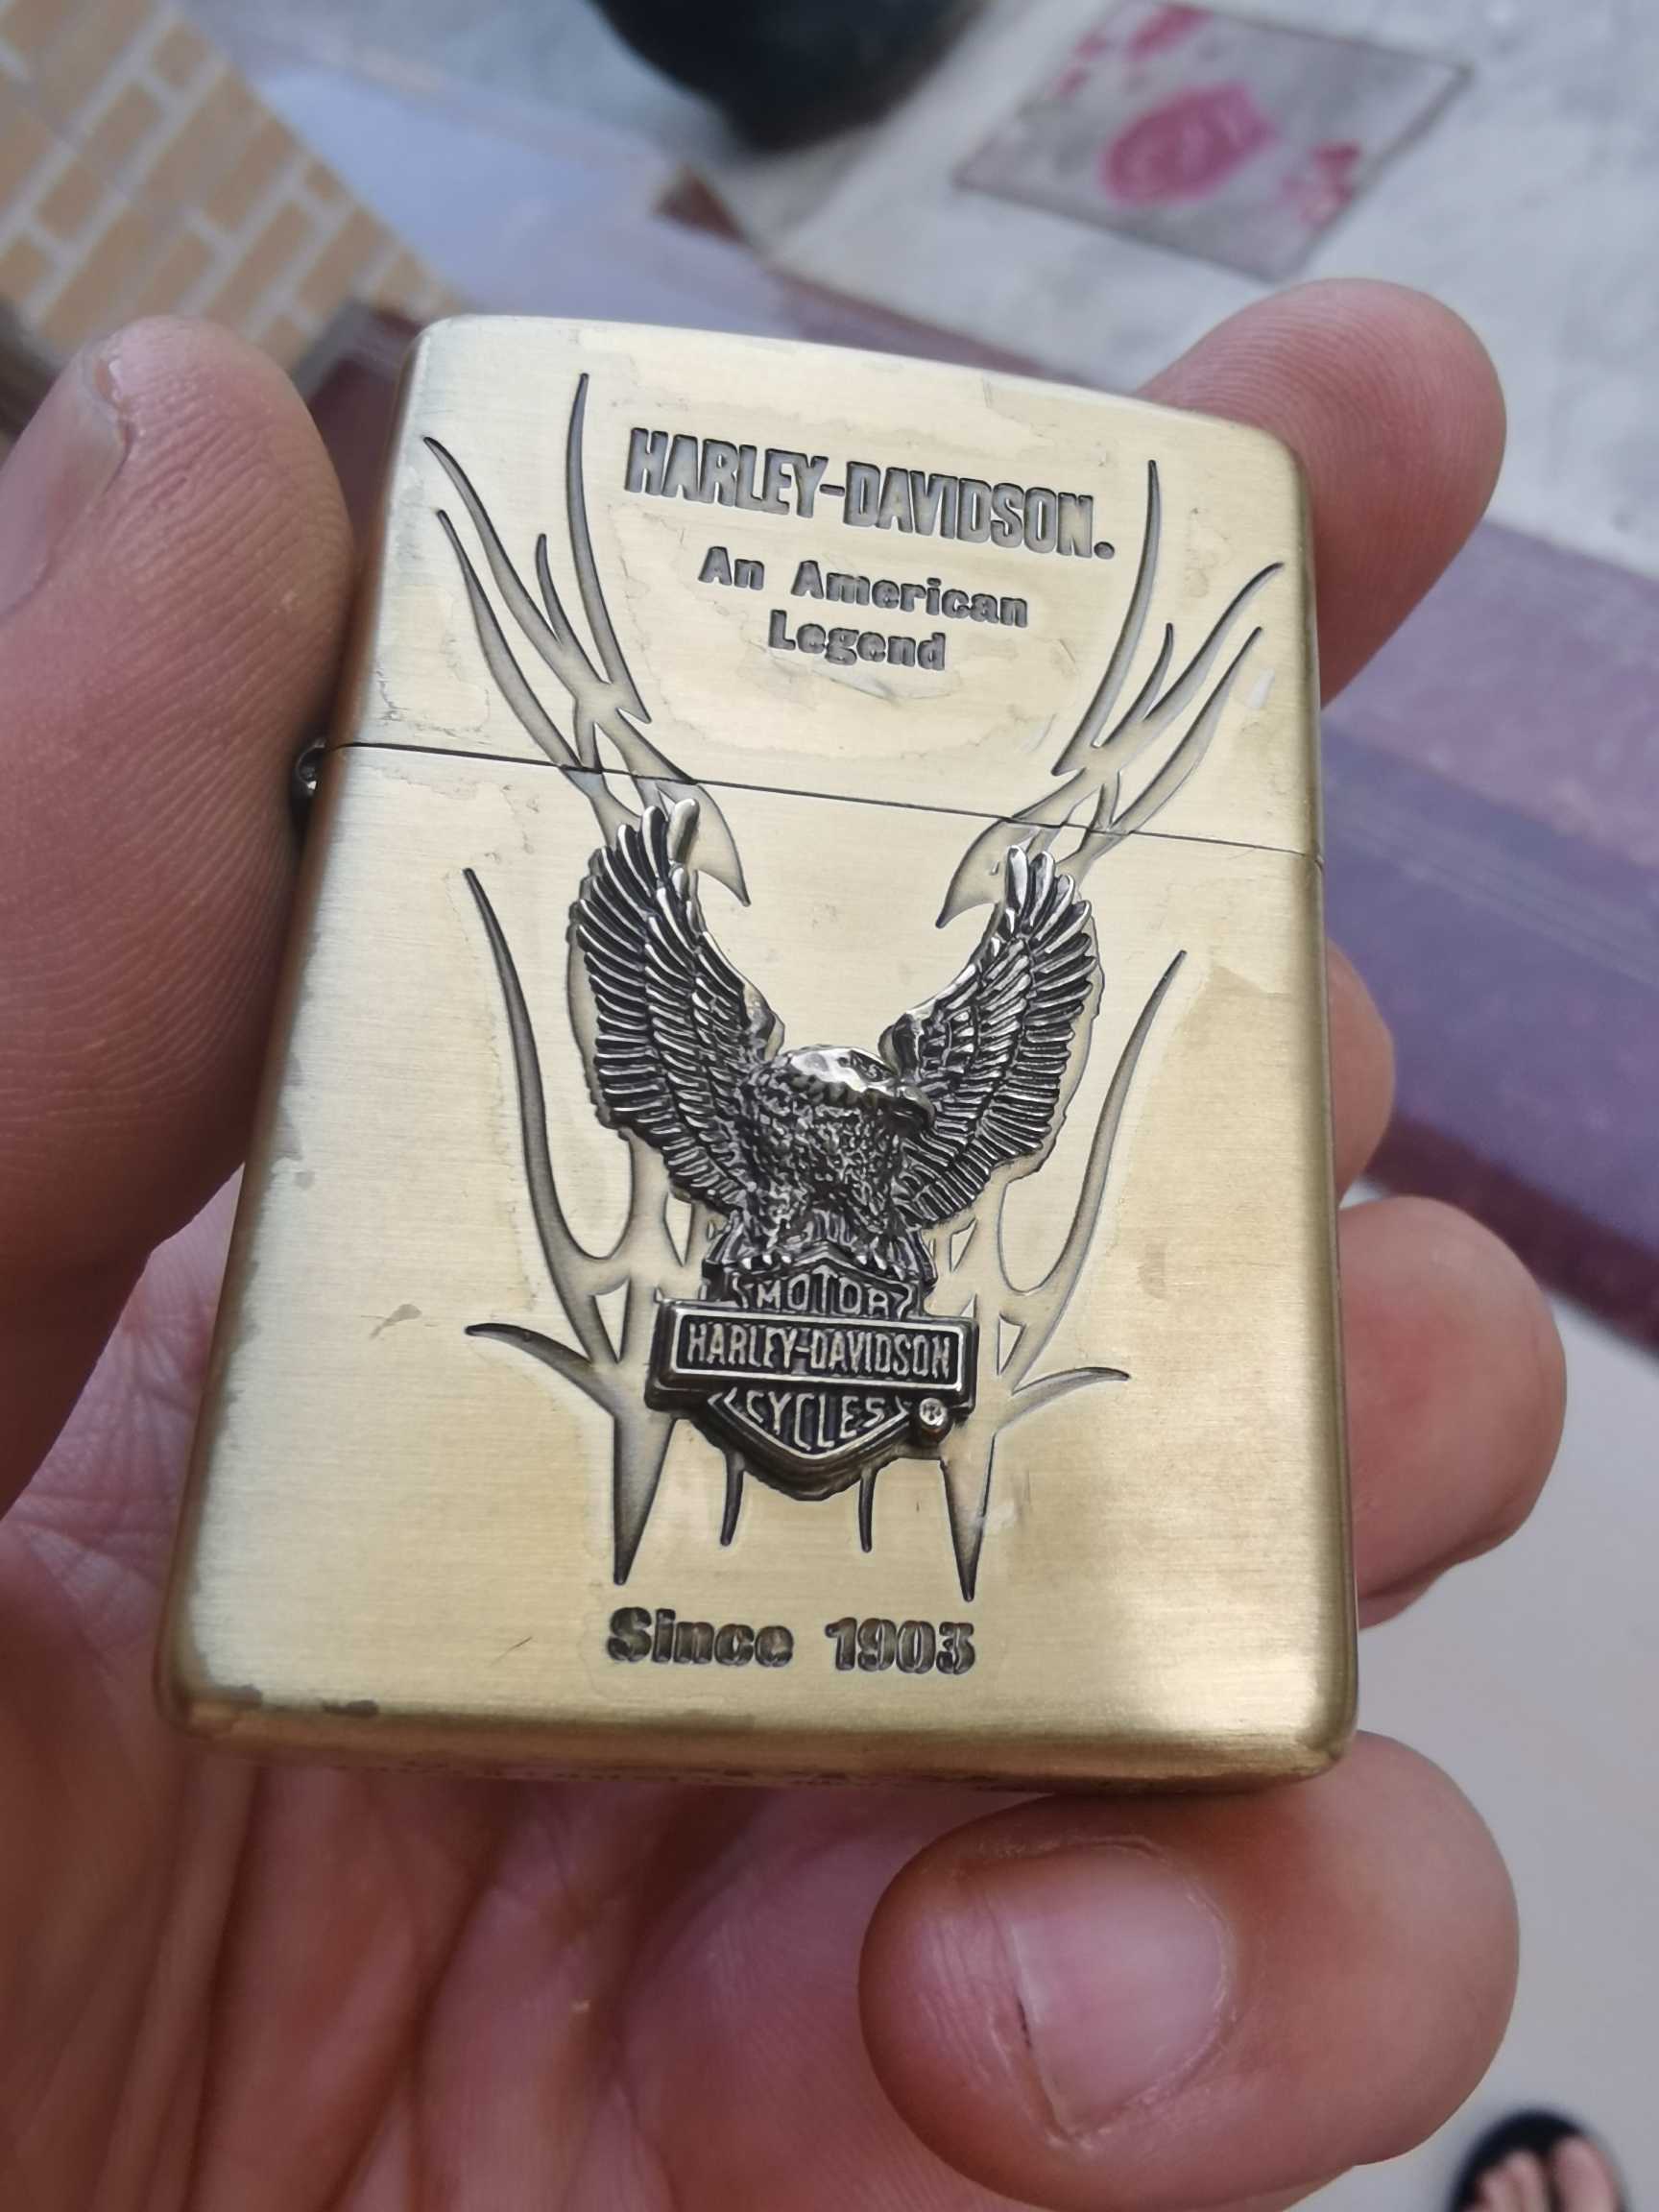 HARLEY-DAVIDSON.
An American
Legend
MOTOR
HARLEY-DAVIDSON
CYCLES
®
Since 1903